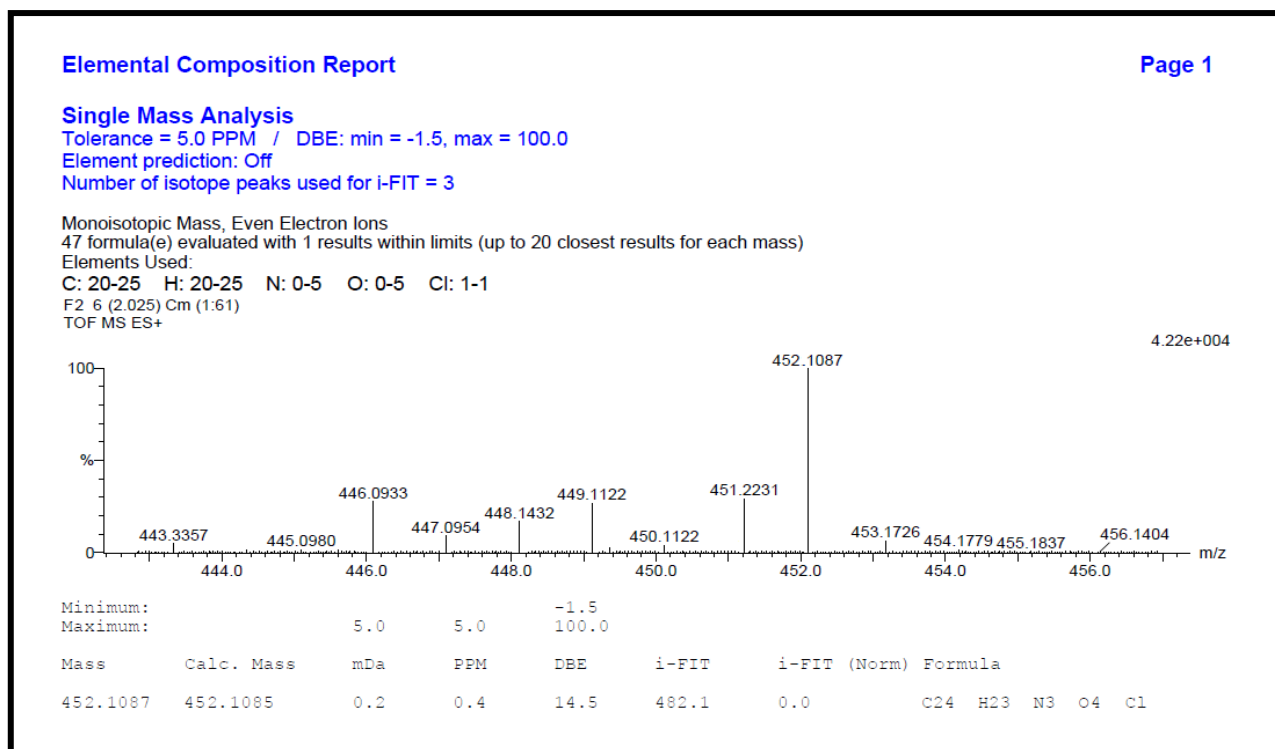 Elemental Composition Report Page 1
Single Mass Analysis
Tolerance = 5.0 PPM / DBE: min = -1.5, max = 100.0
Element prediction: Off
Number of isotope peaks used for i-FIT = 3
Monoisotopic Mass, Even Electron Ions
47 formula(e) evaluated with 1 results within limits (up to 20 closest results for each mass)
Elements Used:
C: 20-25 H: 20-25 N: 0-5 O: 0-5 Cl: 1-1
F2 6 (2.025) Cm (1:61)
TOF MS ES+
4.22e+004
100
%
0
443.3357
445.0980
446.0933
447.0954
448.1432
449.1122
450.1122
451.2231
452.1087
453.1726
454.1779
455.1837
456.1404
m/z
444.0 446.0 448.0 450.0 452.0 454.0 456.0
Minimum: -1.5
Maximum: 5.0 5.0 100.0
Mass Calc. Mass mDa PPM DBE i-FIT i-FIT (Norm) Formula
452.1087 452.1085 0.2 0.4 14.5 482.1 0.0 C24 H23 N3 O4 Cl